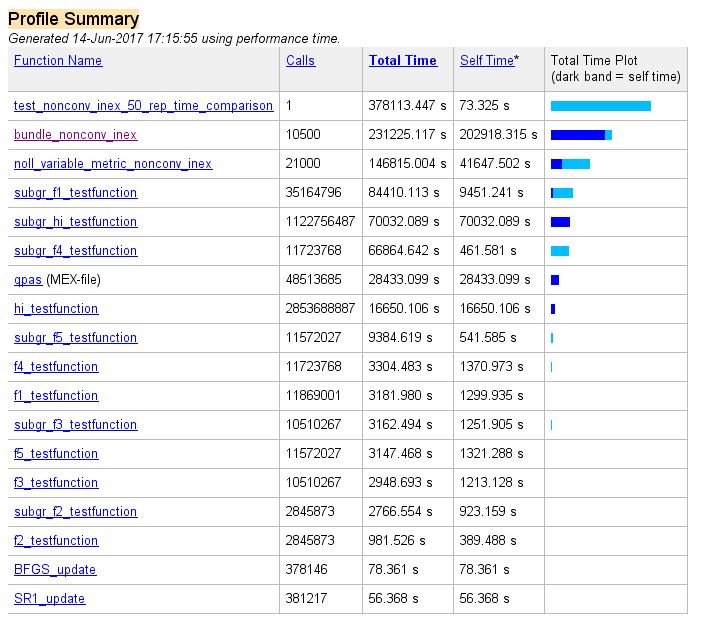 Profile Summary
Generated 14-Jun-2017 17:15:55 using performance time.
Function Name Calls Total Time Self Time* Total Time Plot
(dark band = self time)
test_nonconv_inex_50_rep_time_comparison 1 378113.447 s 73.325 s
bundle_nonconv_inex 10500 231225.117 s 202918.315 s
noll_variable_metric_nonconv_inex 21000 146815.004 s 41647.502 s
subgr_f1_testfunction 35164796 84410.113 s 9451.241 s
subgr_hi_testfunction 1122756487 70032.089 s 70032.089 s
subgr_f4_testfunction 11723768 66864.642 s 461.581 s
qpas (MEX-file) 48513685 28433.099 s 28433.099 s
hi_testfunction 2853688887 16650.106 s 16650.106 s
subgr_f5_testfunction 11572027 9384.619 s 541.585 s
f4_testfunction 11723768 3304.483 s 1370.973 s
f1_testfunction 11869001 3181.980 s 1299.935 s
subgr_f3_testfunction 10510267 3162.494 s 1251.905 s
f5_testfunction 11572027 3147.468 s 1321.288 s
f3_testfunction 10510267 2948.693 s 1213.128 s
subgr_f2_testfunction 2845873 2766.554 s 923.159 s
f2_testfunction 2845873 981.526 s 389.488 s
BFGS_update 378146 78.361 s 78.361 s
SR1_update 381217 56.368 s 56.368 s